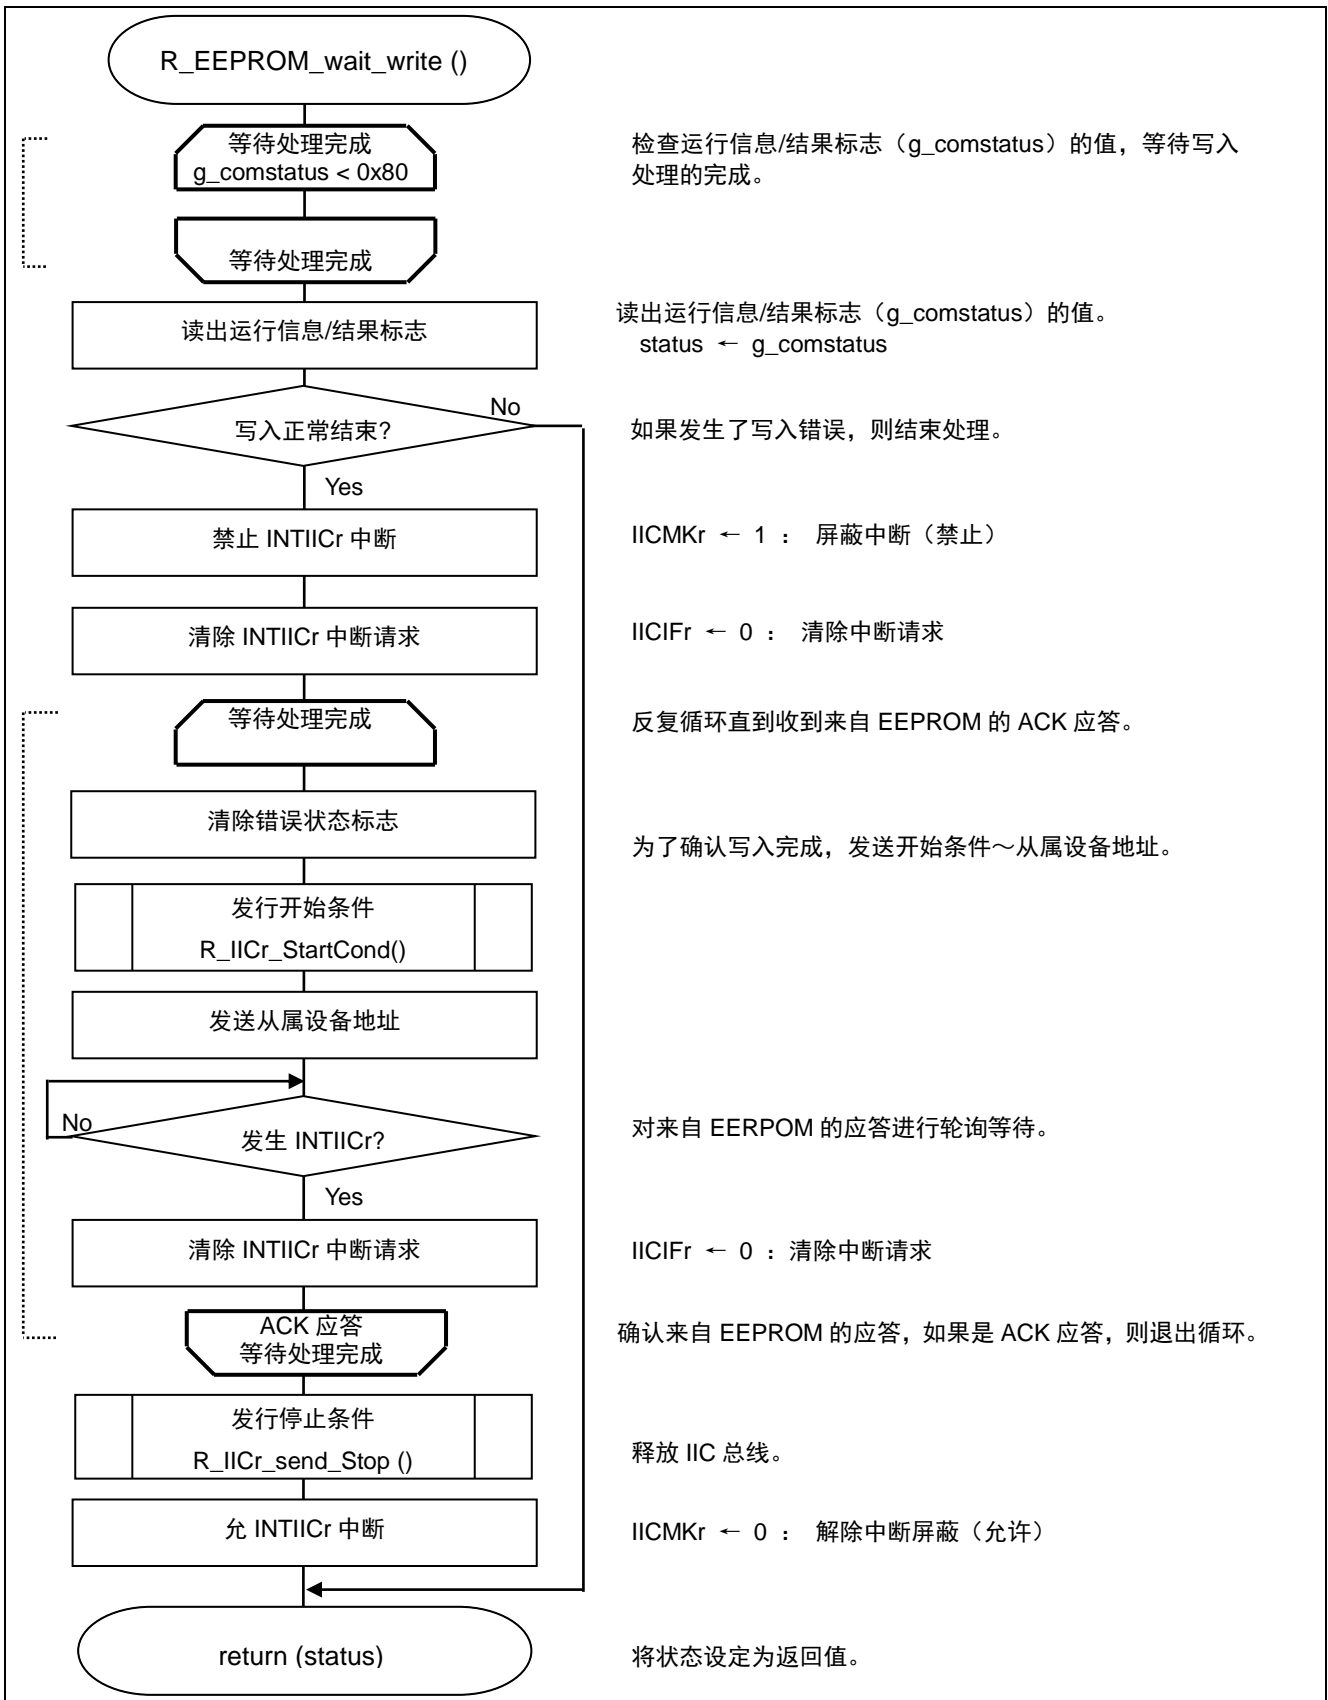 R_EEPROM_wait_write ()
等待处理完成
g_comstatus < 0x80
检查运行信息/结果标志（g_comstatus）的值，等待写入
处理的完成。
等待处理完成
读出运行信息/结果标志
读出运行信息/结果标志（g_comstatus）的值。
status ← g_comstatus
写入正常结束?
No
如果发生了写入错误，则结束处理。
Yes
禁止 INTIICr 中断
IICMKr ← 1 ： 屏蔽中断（禁止）
清除 INTIICr 中断请求
IICIFr ← 0 ： 清除中断请求
等待处理完成
反复循环直到收到来自 EEPROM 的 ACK 应答。
清除错误状态标志
为了确认写入完成，发送开始条件～从属设备地址。
发行开始条件
R_IICr_StartCond()
发送从属设备地址
No
发生 INTIICr?
对来自 EERPOM 的应答进行轮询等待。
Yes
清除 INTIICr 中断请求
IICIFr ← 0 ：清除中断请求
ACK 应答
等待处理完成
确认来自 EEPROM 的应答，如果是 ACK 应答，则退出循环。
发行停止条件
R_IICr_send_Stop ()
释放 IIC 总线。
允 INTIICr 中断
IICMKr ← 0 ： 解除中断屏蔽（允许）
return (status)
将状态设定为返回值。